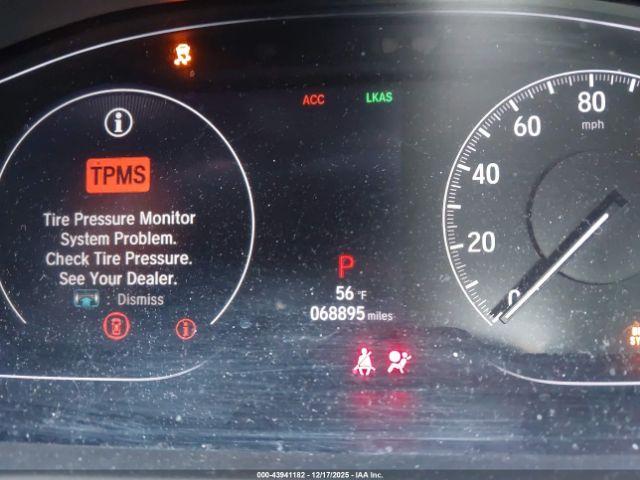 ACC LKAS
80
60
mph
40
20
0
TPMS
Tire Pressure Monitor
System Problem.
Check Tire Pressure.
See Your Dealer.
Dismiss
P
56 °F
068895 miles
000-43941182 12/17/2025 - IAA Inc.